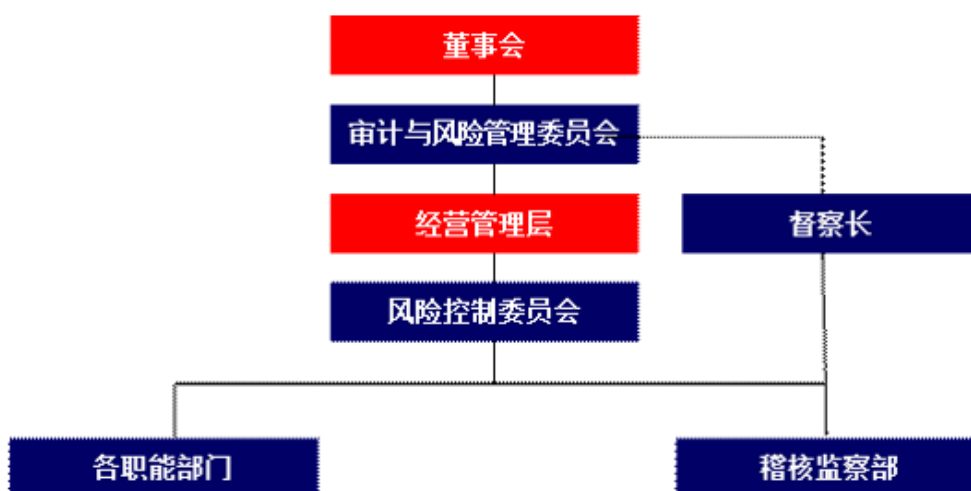 董事会
审计与风险管理委员会
经营管理层
督察长
风险控制委员会
各职能部门
稽核监察部